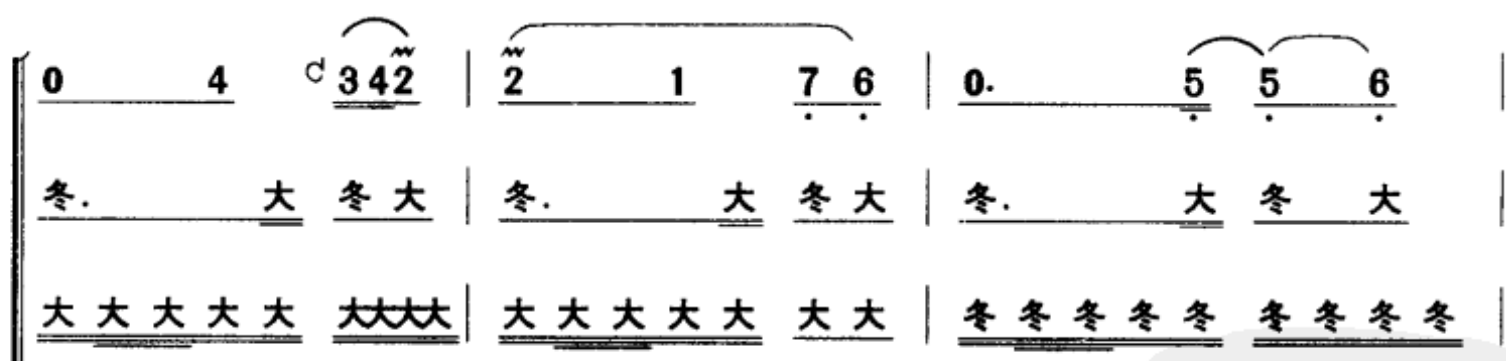 0 4 C 3 4 2 | 2 1 7 6 | 0. 5 5 6 |
冬. 大 冬 大 | 冬. 大 冬 大 | 冬. 大 冬 大 |
大 大 大 大 大 大大大大 | 大 大 大 大 大 大 大 | 冬 冬 冬 冬 冬 冬 冬 冬 冬 |